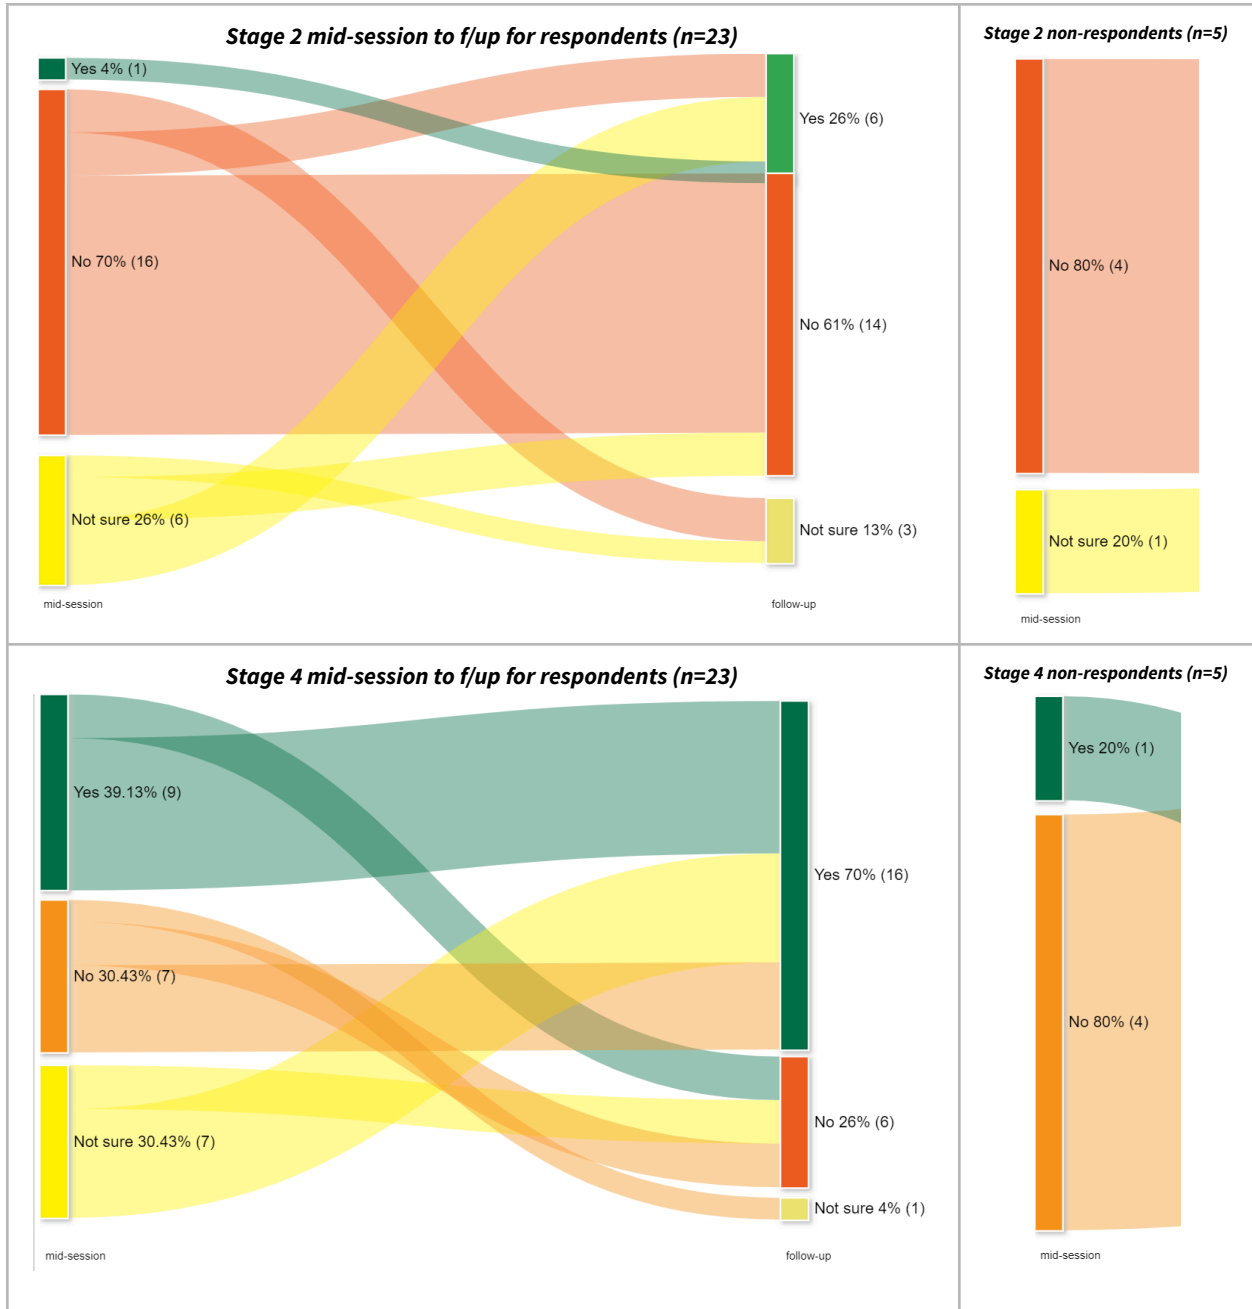 Stage 2 mid-session to f/up for respondents (n=23)
Yes 4% (1)
No 70% (16)
Not sure 26% (6)
Yes 26% (6)
No 61% (14)
Not sure 13% (3)
mid-session
follow-up
Stage 2 non-respondents (n=5)
No 80% (4)
Not sure 20% (1)
mid-session
Stage 4 mid-session to f/up for respondents (n=23)
Yes 39.13% (9)
No 30.43% (7)
Not sure 30.43% (7)
Yes 70% (16)
No 26% (6)
Not sure 4% (1)
mid-session
follow-up
Stage 4 non-respondents (n=5)
Yes 20% (1)
No 80% (4)
mid-session